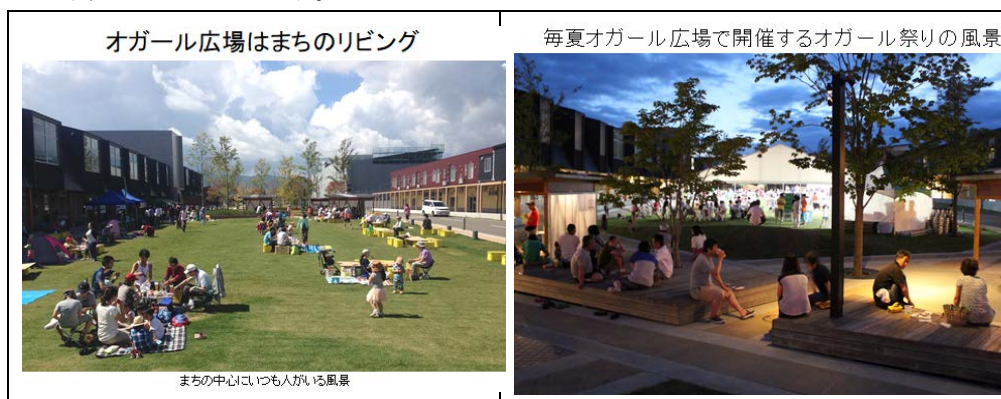 オガール広場はまちのリビング
まちの中心にいつも人がいる風景
毎夏オガール広場で開催するオガール祭りの風景